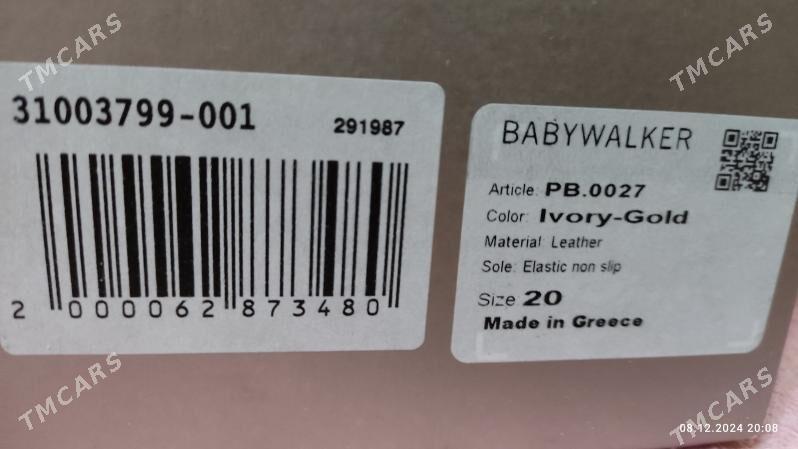 TMCARS
TMCARS
31003799-001
291987
2 000062 873480
BABYWALKER
Article: PB.0027
Color: Ivory-Gold
Material: Leather
Sole: Elastic non slip
Size 20
Made in Greece
TMCARS
TMCARS
08.12.2024 20:08